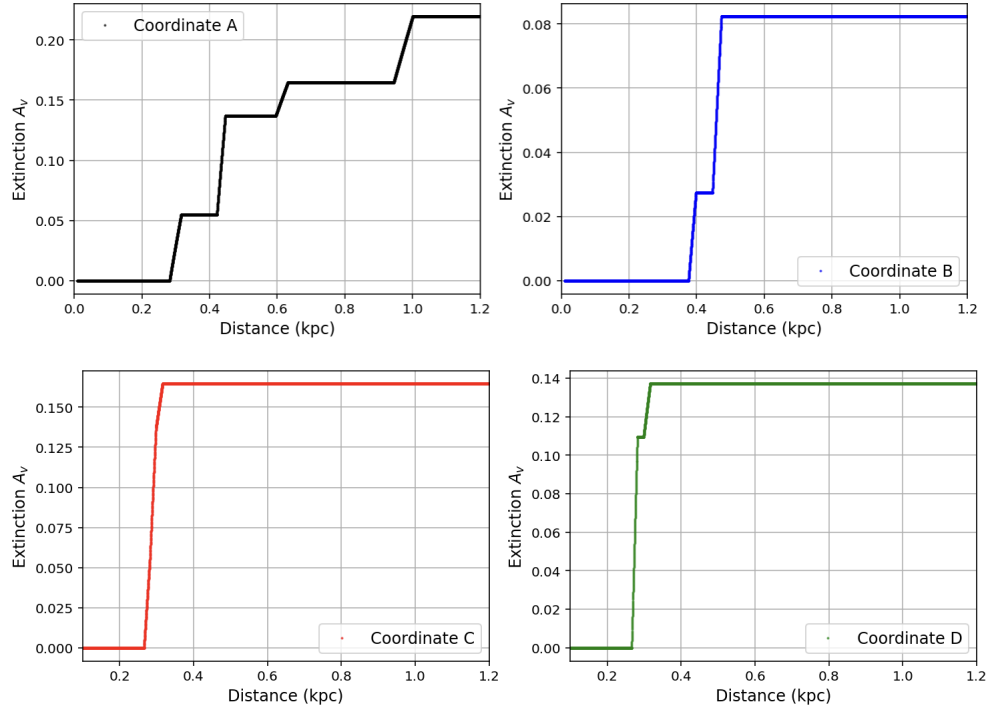 Coordinate A
0.20
0.15
0.10
0.05
0.00
Extinction Aᵥ
0.0 0.2 0.4 0.6 0.8 1.0 1.2
Distance (kpc)
Coordinate B
0.08
0.06
0.04
0.02
0.00
Extinction Aᵥ
0.0 0.2 0.4 0.6 0.8 1.0 1.2
Distance (kpc)
Coordinate C
0.150
0.125
0.100
0.075
0.050
0.025
0.000
Extinction Aᵥ
0.2 0.4 0.6 0.8 1.0 1.2
Distance (kpc)
Coordinate D
0.14
0.12
0.10
0.08
0.06
0.04
0.02
0.00
Extinction Aᵥ
0.2 0.4 0.6 0.8 1.0 1.2
Distance (kpc)